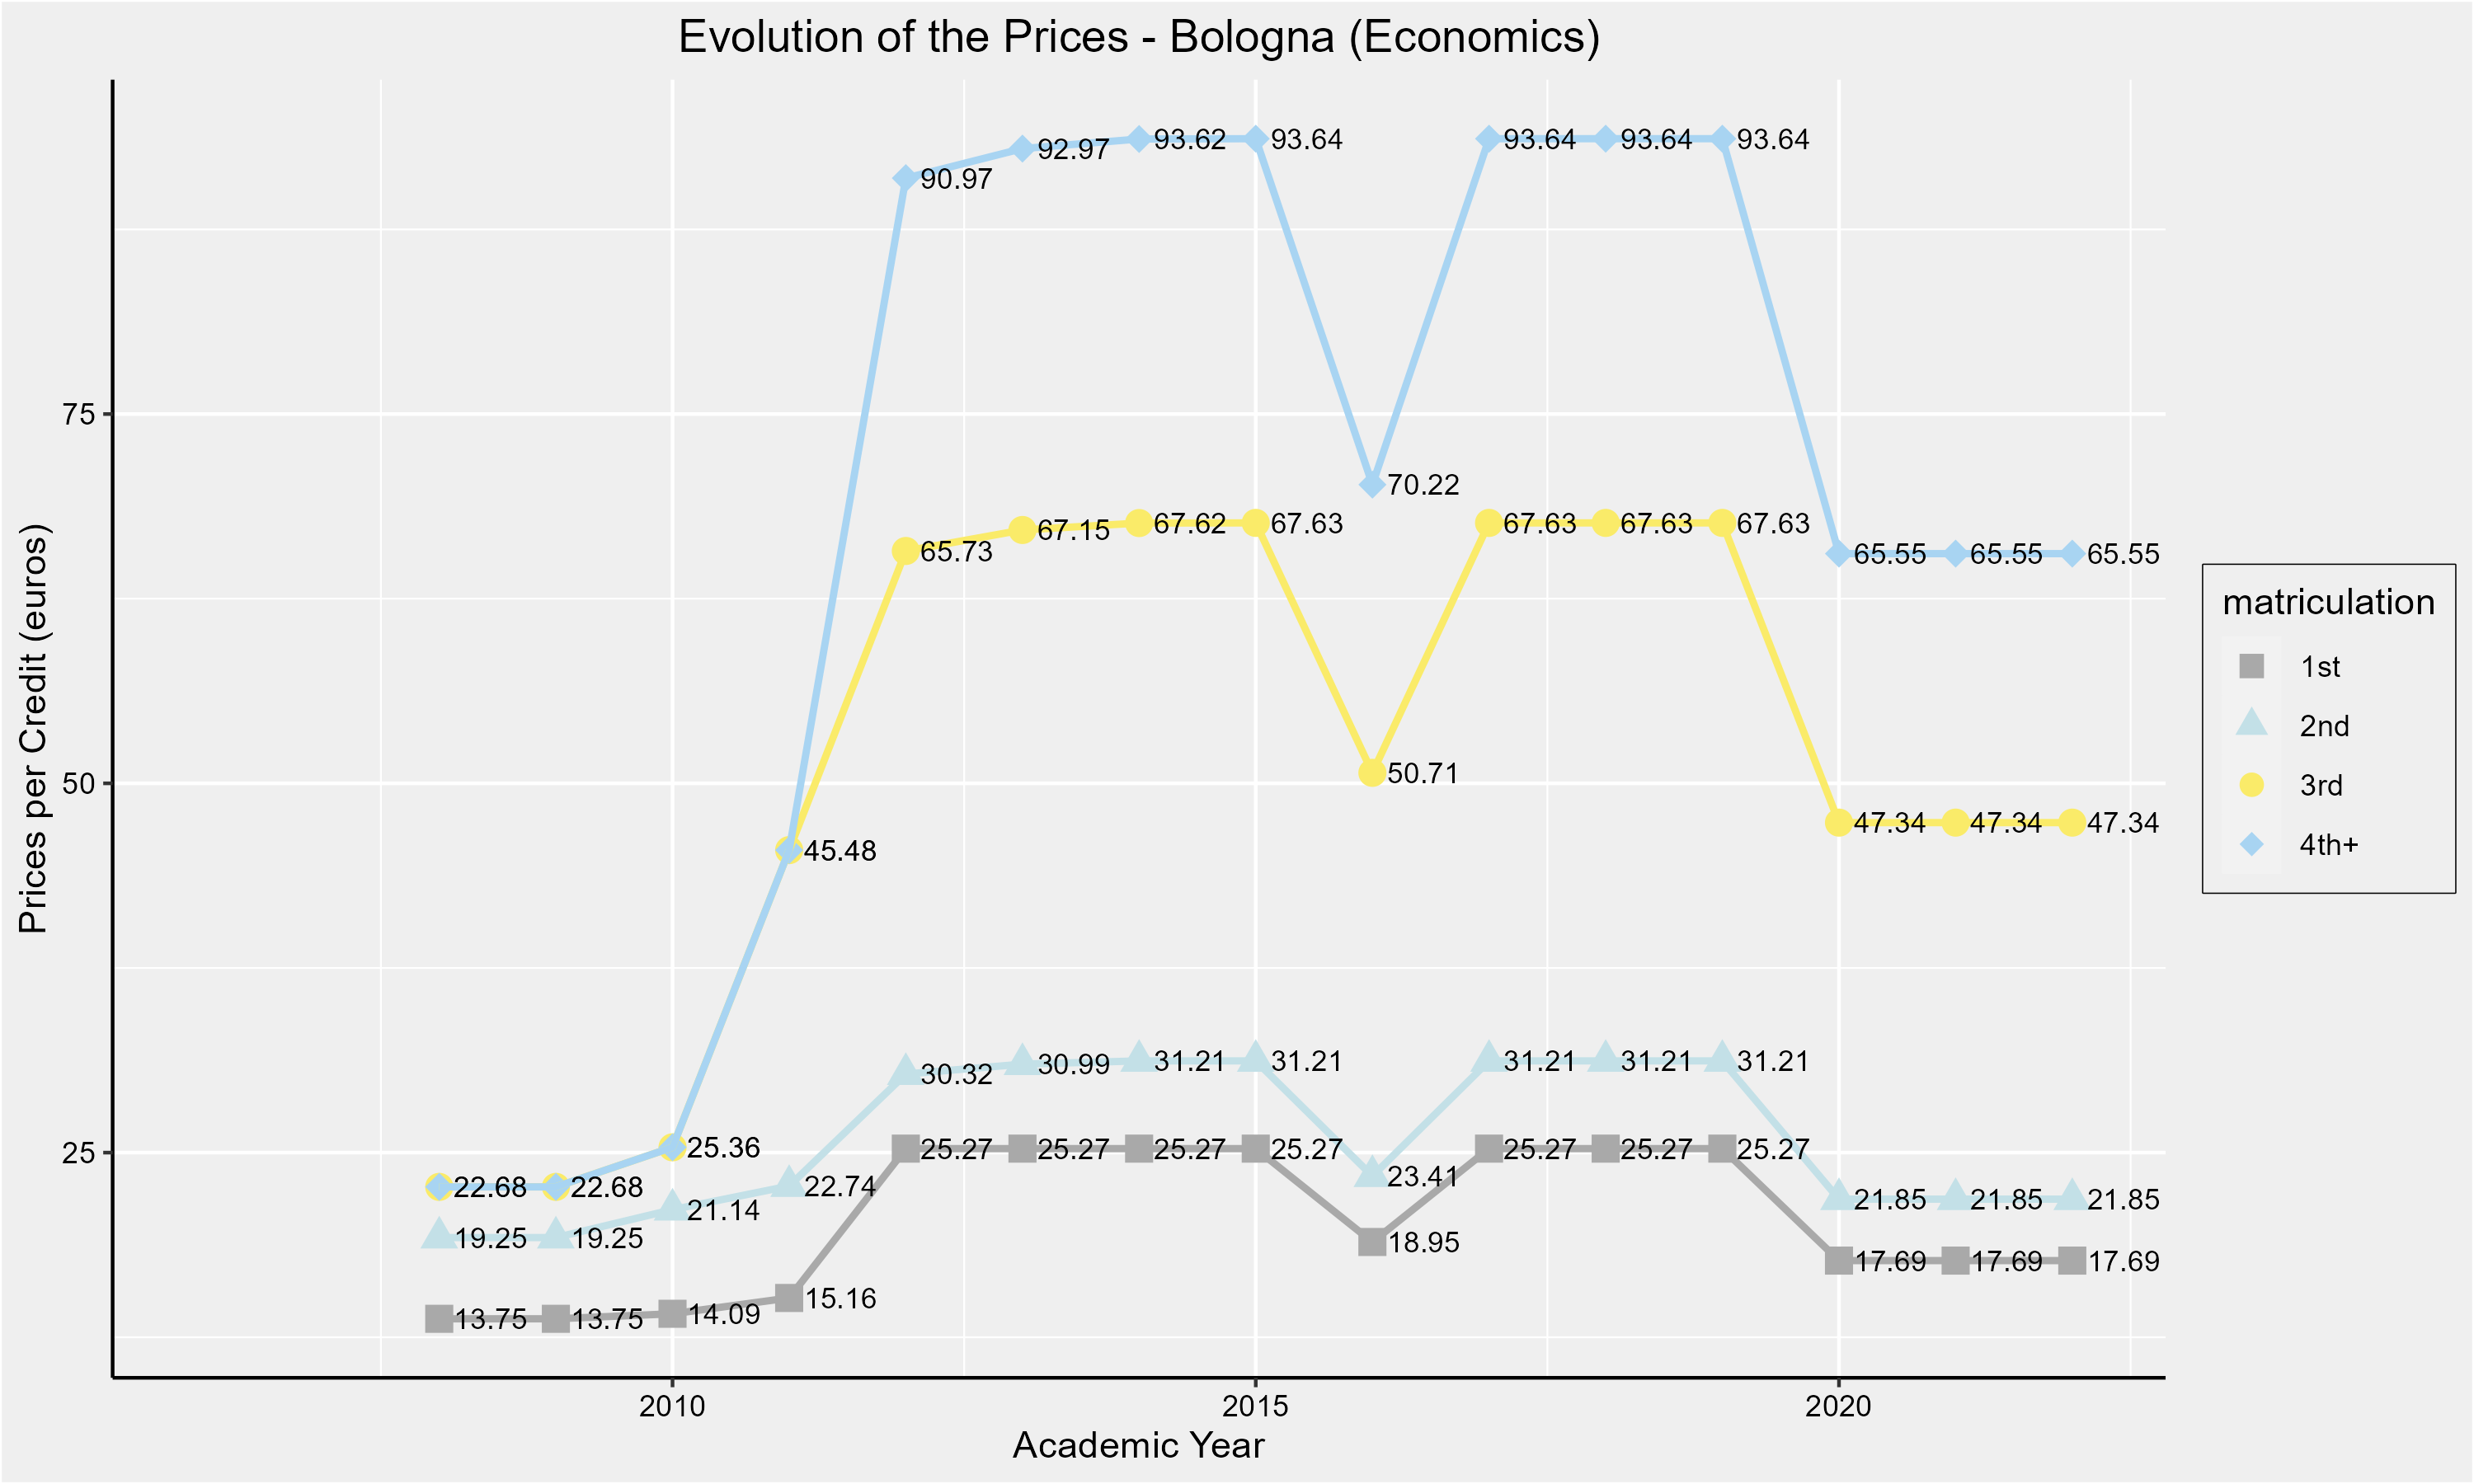 Evolution of the Prices - Bologna (Economics)
90.97 92.97 93.62 93.64 93.64 93.64 93.64
75
70.22
65.73 67.15 67.62 67.63 67.63 67.63 67.63
65.55 65.55 65.55
50
50.71
47.34 47.34 47.34
45.48
30.32 30.99 31.21 31.21 31.21 31.21 31.21
25
22.68 22.68 25.36
19.25 19.25 21.14 22.74 23.41 21.85 21.85 21.85
25.27 25.27 25.27 25.27 25.27 25.27 25.27
13.75 13.75 14.09 15.16 18.95 17.69 17.69 17.69
2010 2015 2020
Academic Year
Prices per Credit (euros)
matriculation
1st
2nd
3rd
4th+